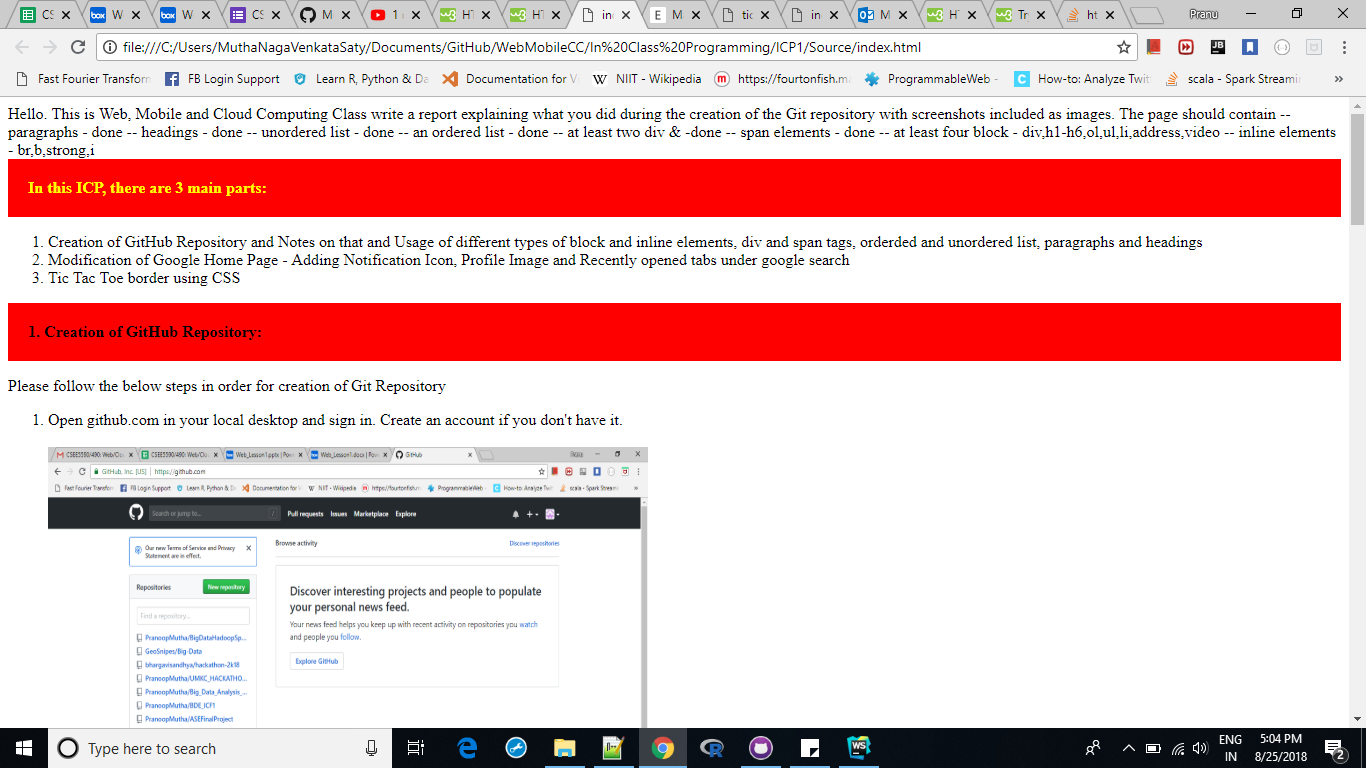 CS
W
W
CS
M
1
HT
HT
in
M
tic
in
M
HT
Try
ht
Pranu
file:///C:/Users/MuthaNagaVenkataSaty/Documents/GitHub/WebMobileCC/In%20Class%20Programming/ICP1/Source/index.html
Fast Fourier Transform
FB Login Support
Learn R, Python & Da
Documentation for V
NIIT - Wikipedia
https://fourtonfish.m
ProgrammableWeb -
How-to: Analyze Twit
scala - Spark Streamin
»
Hello. This is Web, Mobile and Cloud Computing Class write a report explaining what you did during the creation of the Git repository with screenshots included as images. The page should contain --
paragraphs - done -- headings - done -- unordered list - done -- an ordered list - done -- at least two div & -done -- span elements - done -- at least four block - div,h1-h6,ol,ul,li,address,video -- inline elements
- br,b,strong,i
In this ICP, there are 3 main parts:
1. Creation of GitHub Repository and Notes on that and Usage of different types of block and inline elements, div and span tags, orderded and unordered list, paragraphs and headings
2. Modification of Google Home Page - Adding Notification Icon, Profile Image and Recently opened tabs under google search
3. Tic Tac Toe border using CSS
1. Creation of GitHub Repository:
Please follow the below steps in order for creation of Git Repository
1. Open github.com in your local desktop and sign in. Create an account if you don't have it.
CSEE5590/490: Web/Clo
CSEE5590/490: Web/Clo
Web_Lesson1.pptx | Pow
Web_Lesson1.docx | Pow
GitHub
GitHub, Inc. [US] | https://github.com
Fast Fourier Transform
FB Login Support
Learn R, Python & D
Documentation for
NIIT - Wikipedia
https://fourtonfish.m
ProgrammableWeb -
How-to: Analyze Twit
scala - Spark Stream
»
Search or jump to...
/
Pull requests
Issues
Marketplace
Explore
Our new Terms of Service and Privacy
Statement are in effect.
Browse activity
Discover repositories
Repositories
New repository
Find a repository...
Discover interesting projects and people to populate
your personal news feed.
Your news feed helps you keep up with recent activity on repositories you watch
and people you follow.
Explore GitHub
PranoopMutha/BigDataHadoopSp...
GeoSnipes/Big-Data
bhargavisandhya/hackathon-2k18
PranoopMutha/UMKC_HACKATHO...
PranoopMutha/Big_Data_Analysis_...
PranoopMutha/BDE_ICF1
PranoopMutha/ASEFinalProject
Type here to search
ENG
IN
5:04 PM
8/25/2018
2